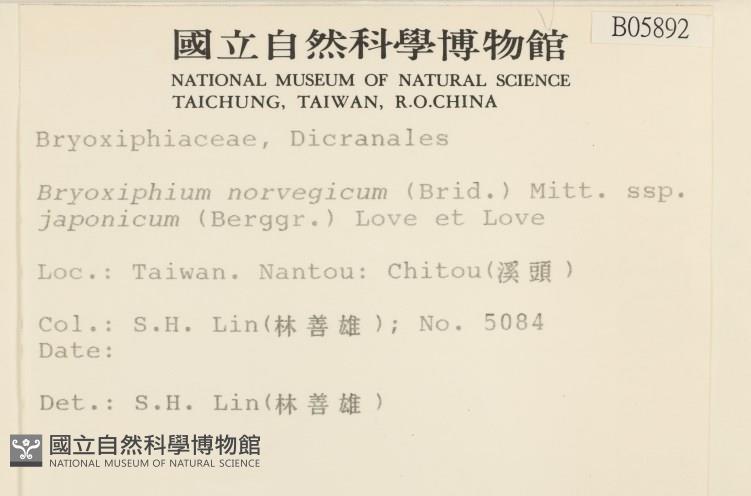 B05892
國立自然科學博物館
NATIONAL MUSEUM OF NATURAL SCIENCE
TAICHUNG, TAIWAN, R.O.CHINA
Bryoxiphiaceae, Dicranales
Bryoxiphium norvegicum (Brid.) Mitt. ssp.
japonicum (Berggr.) Love et Love
Loc.: Taiwan. Nantou: Chitou(溪頭)
Col.: S.H. Lin(林善雄); No. 5084
Date:
Det.: S.H. Lin(林善雄)
國立自然科學博物館
NATIONAL MUSEUM OF NATURAL SCIENCE